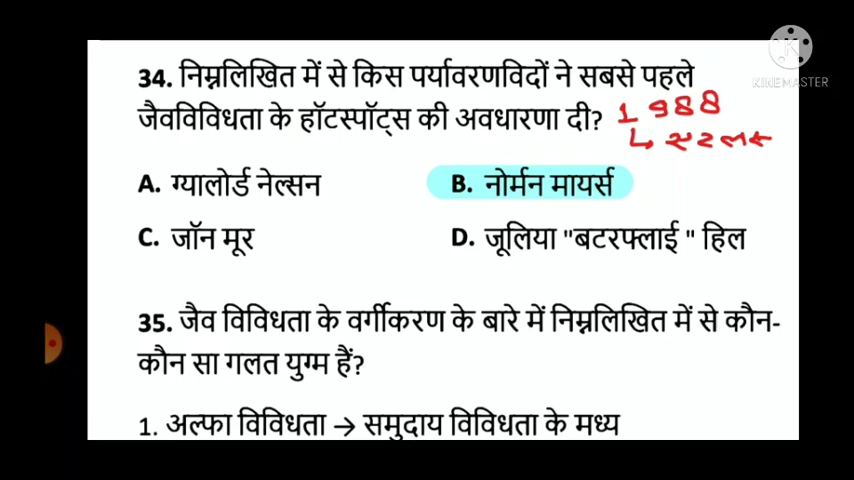 34. निम्नलिखित में से किस पर्यावरणविदों ने सबसे पहले
जैवविविधता के हॉटस्पॉट्स की अवधारणा दी? 1988
A. ग्यालोर्ड नेल्सन B. नोर्मन मायर्स
C. जॉन मूर D. जूलिया "बटरफ्लाई " हिल
35. जैव विविधता के वर्गीकरण के बारे में निम्नलिखित में से कौन-
कौन सा गलत युग्म हैं?
1. अल्फा विविधता → समुदाय विविधता के मध्य
KINEMASTER